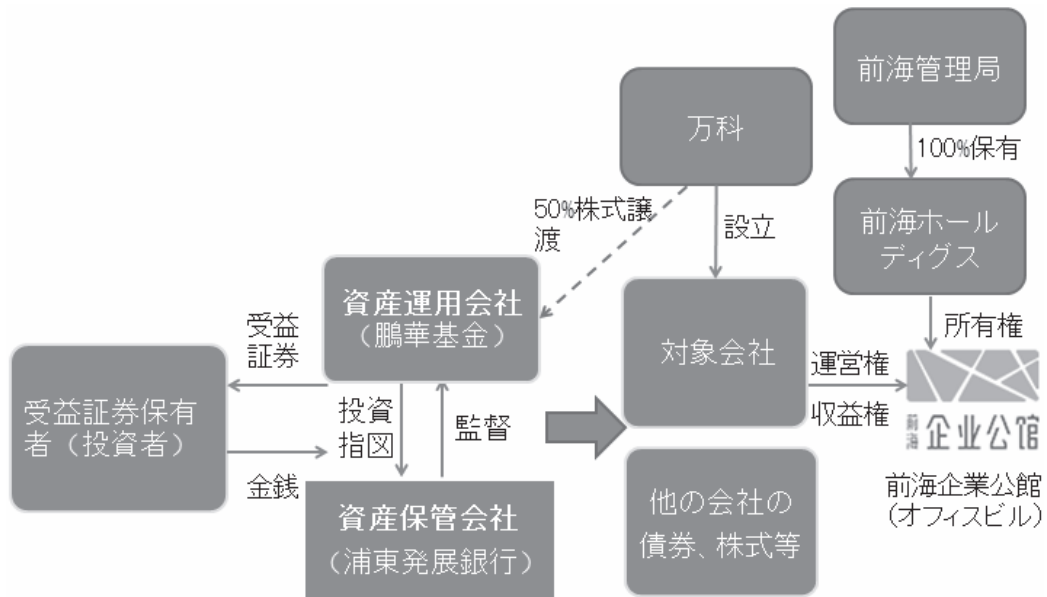 前海管理局
万科
100%保有
50%株式譲
渡
設立
前海ホール
ディグス
資産運用会社
（鵬華基金）
対象会社
所有権
受益
証券
運営権
収益権
受益証券保有
者（投資者）
投資
指図
監督
前海
企业公馆
金銭
資産保管会社
（浦東発展銀行）
他の会社の
債券、株式等
前海企業公館
（オフィスビル）